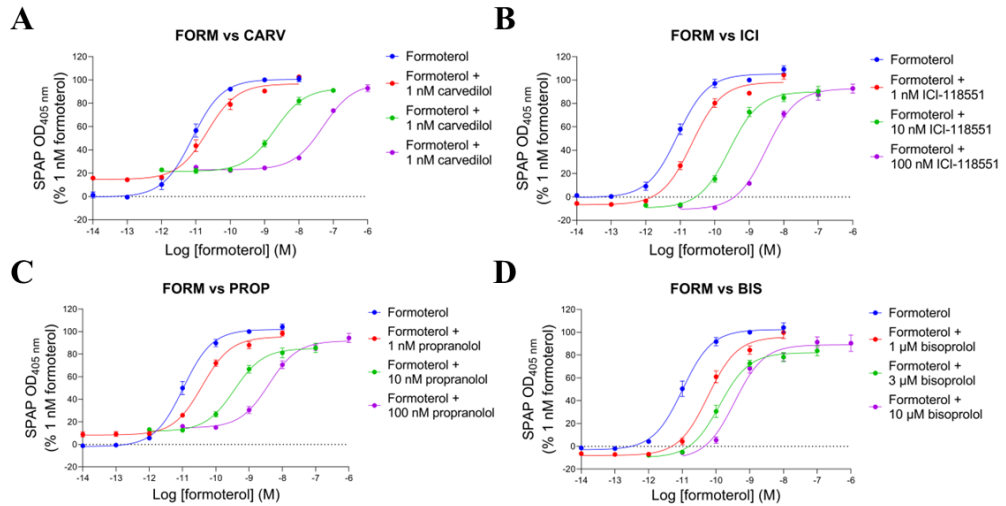 A
FORM vs CARV
SPAP OD405 nm
(% 1 nM formoterol)
120
100
80
60
40
20
0
-20
-14 -13 -12 -11 -10 -9 -8 -7 -6
Log [formoterol] (M)
Formoterol
Formoterol +
1 nM carvedilol
Formoterol +
1 nM carvedilol
Formoterol +
1 nM carvedilol
B
FORM vs ICI
SPAP OD405 nm
(% 1 nM formoterol)
120
100
80
60
40
20
0
-20
-14 -13 -12 -11 -10 -9 -8 -7 -6
Log [formoterol] (M)
Formoterol
Formoterol +
1 nM ICI-118551
Formoterol +
10 nM ICI-118551
Formoterol +
100 nM ICI-118551
C
FORM vs PROP
SPAP OD405 nm
(% 1 nM formoterol)
120
100
80
60
40
20
0
-20
-14 -13 -12 -11 -10 -9 -8 -7 -6
Log [formoterol] (M)
Formoterol
Formoterol +
1 nM propranolol
Formoterol +
10 nM propranolol
Formoterol +
100 nM propranolol
D
FORM vs BIS
SPAP OD405 nm
(% 1 nM formoterol)
120
100
80
60
40
20
0
-20
-14 -13 -12 -11 -10 -9 -8 -7 -6
Log [formoterol] (M)
Formoterol
Formoterol +
1 µM bisoprolol
Formoterol +
3 µM bisoprolol
Formoterol +
10 µM bisoprolol